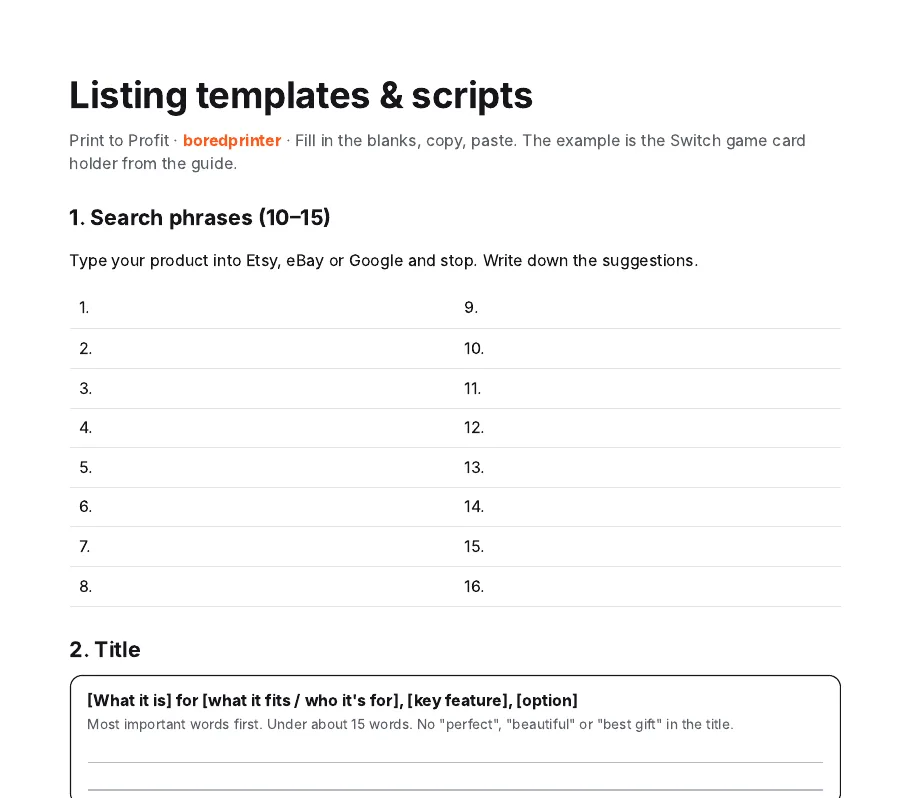 Listing templates & scripts
Print to Profit · boredprinter · Fill in the blanks, copy, paste. The example is the Switch game card
holder from the guide.
1. Search phrases (10–15)
Type your product into Etsy, eBay or Google and stop. Write down the suggestions.
1. 9.
2. 10.
3. 11.
4. 12.
5. 13.
6. 14.
7. 15.
8. 16.
2. Title
[What it is] for [what it fits / who it's for], [key feature], [option]
Most important words first. Under about 15 words. No "perfect", "beautiful" or "best gift" in the title.